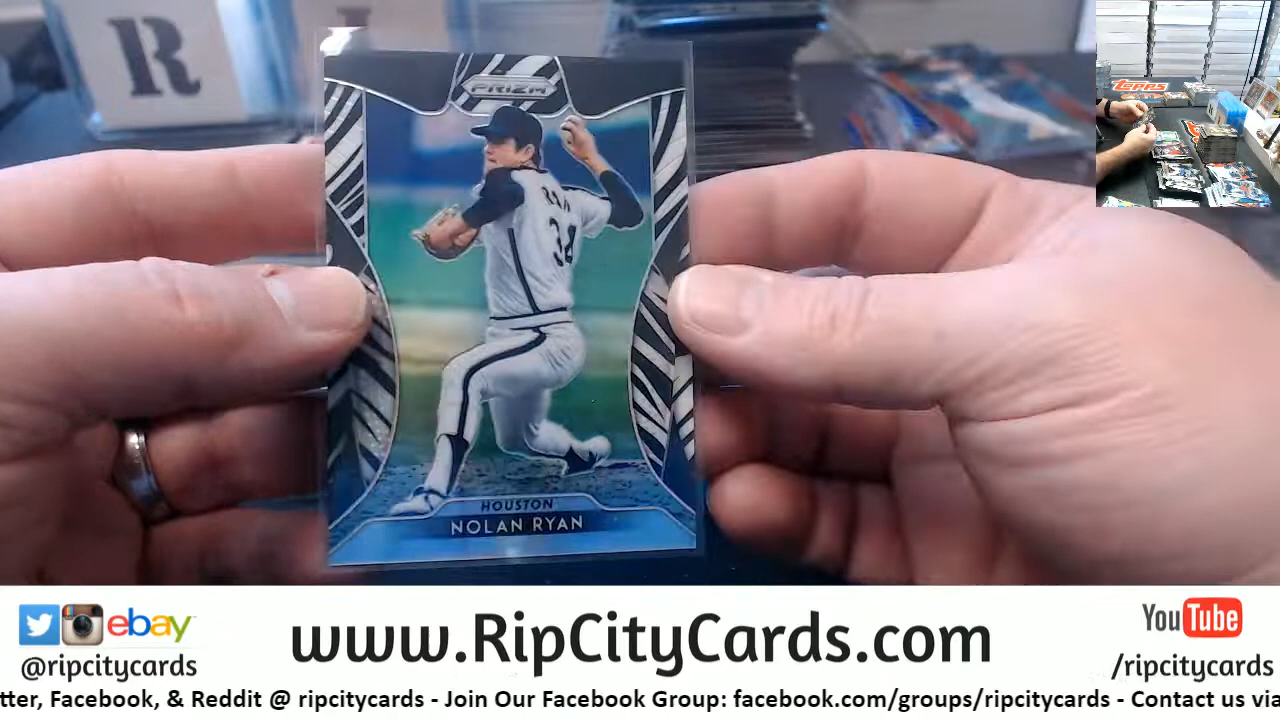 R
PRIZM
34
HOUSTON
NOLAN RYAN
TOPPS
ebay
@ripcitycards
www.RipCityCards.com
YouTube
/ripcitycards
tter, Facebook, & Reddit @ ripcitycards - Join Our Facebook Group: facebook.com/groups/ripcitycards - Contact us via